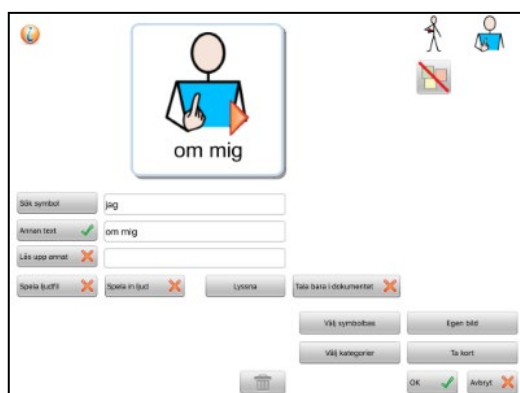 om mig
Sök symbol jag
Annan text om mig
Läs upp annat
Spela ljudfil Spela in ljud Lyssna Tala bara i dokumentet
Välj symbolbas Egen bild
Välj kategorier Ta kort
OK Avbryt